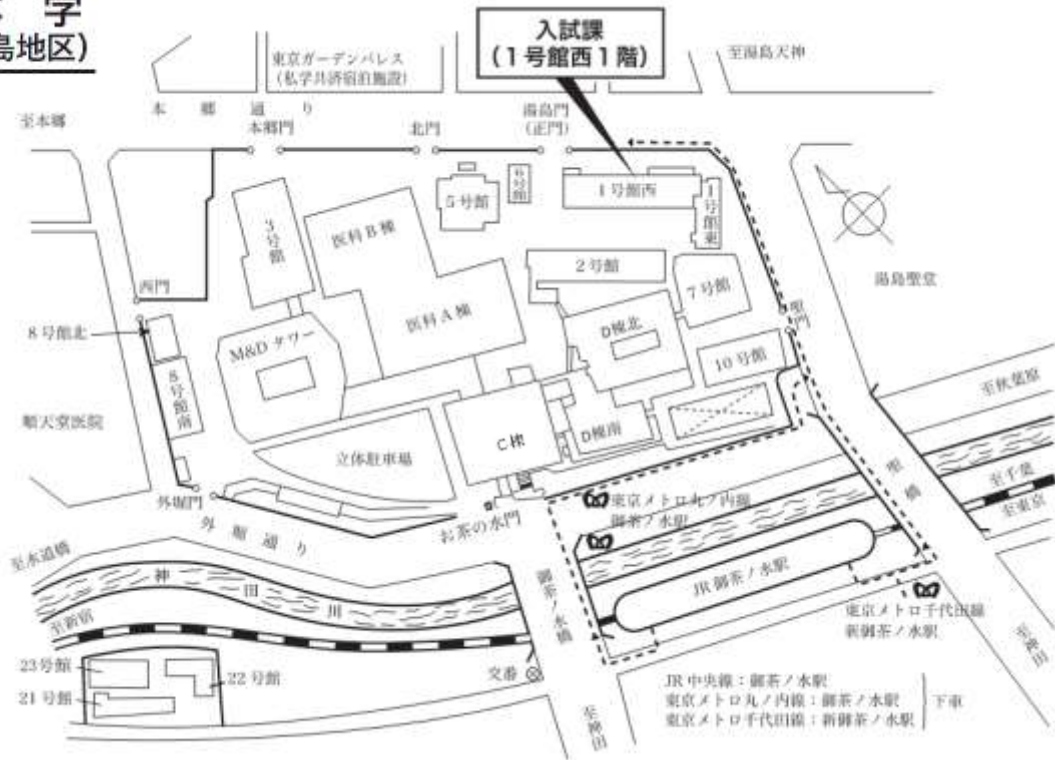 学
島地区)
入試課
(1号館西1階)
東京ガーデンパレス
(私学共済宿泊施設)
至湯島天神
至本郷
本郷通り
本郷門
北門
湯島門
(正門)
3号館
医科B棟
5号館
6号館
1号館西
1号館東
2号館
7号館
湯島聖堂
西門
8号館北
医科A棟
D棟北
聖門
M&Dタワー
10号館
8号館南
至秋葉原
順天堂医院
立体駐車場
C棟
D棟南
聖橋
至千葉
至東京
外堀門
お茶の水門
東京メトロ丸ノ内線
御茶ノ水駅
外堀通り
至水道橋
神田川
御茶ノ水橋
JR御茶ノ水駅
東京メトロ千代田線
新御茶ノ水駅
至新宿
至神田
23号館
22号館
21号館
交番
至神田
JR中央線:御茶ノ水駅
東京メトロ丸ノ内線:御茶ノ水駅
東京メトロ千代田線:新御茶ノ水駅
下車